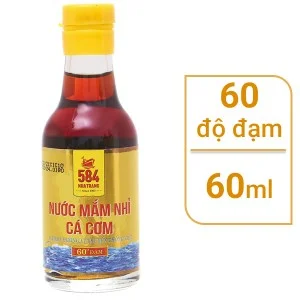 584
NHA TRANG
NƯỚC MẮM NHỈ
CÁ CƠM
60° ĐẠM
60
độ đạm
60ml